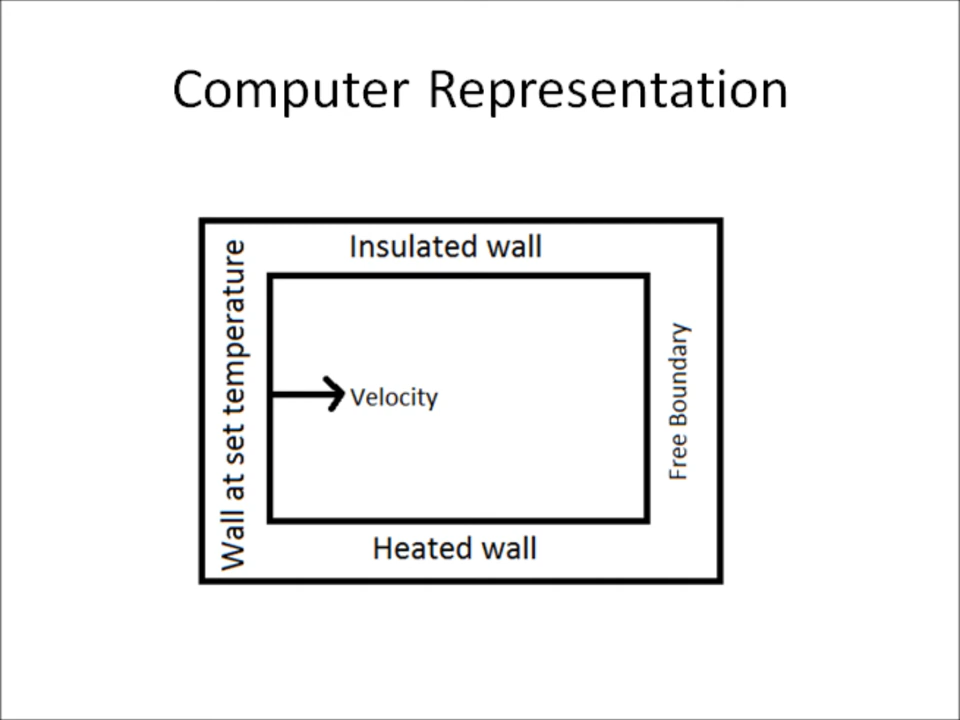 Computer Representation
Insulated wall
Wall at set temperature
Velocity
Free Boundary
Heated wall